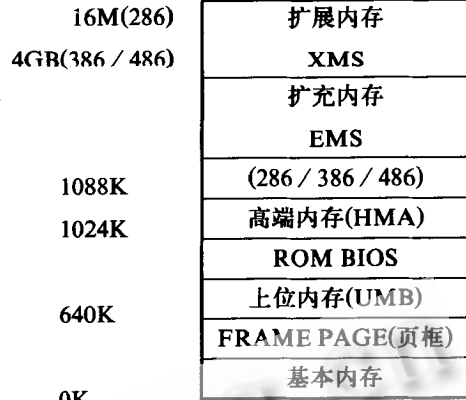 16M(286)
扩展内存
4GB(386/486)
XMS
扩充内存
EMS
(286/386/486)
1088K
高端内存(HMA)
1024K
ROM BIOS
上位内存(UMB)
640K
FRAME PAGE(页框)
基本内存
0K